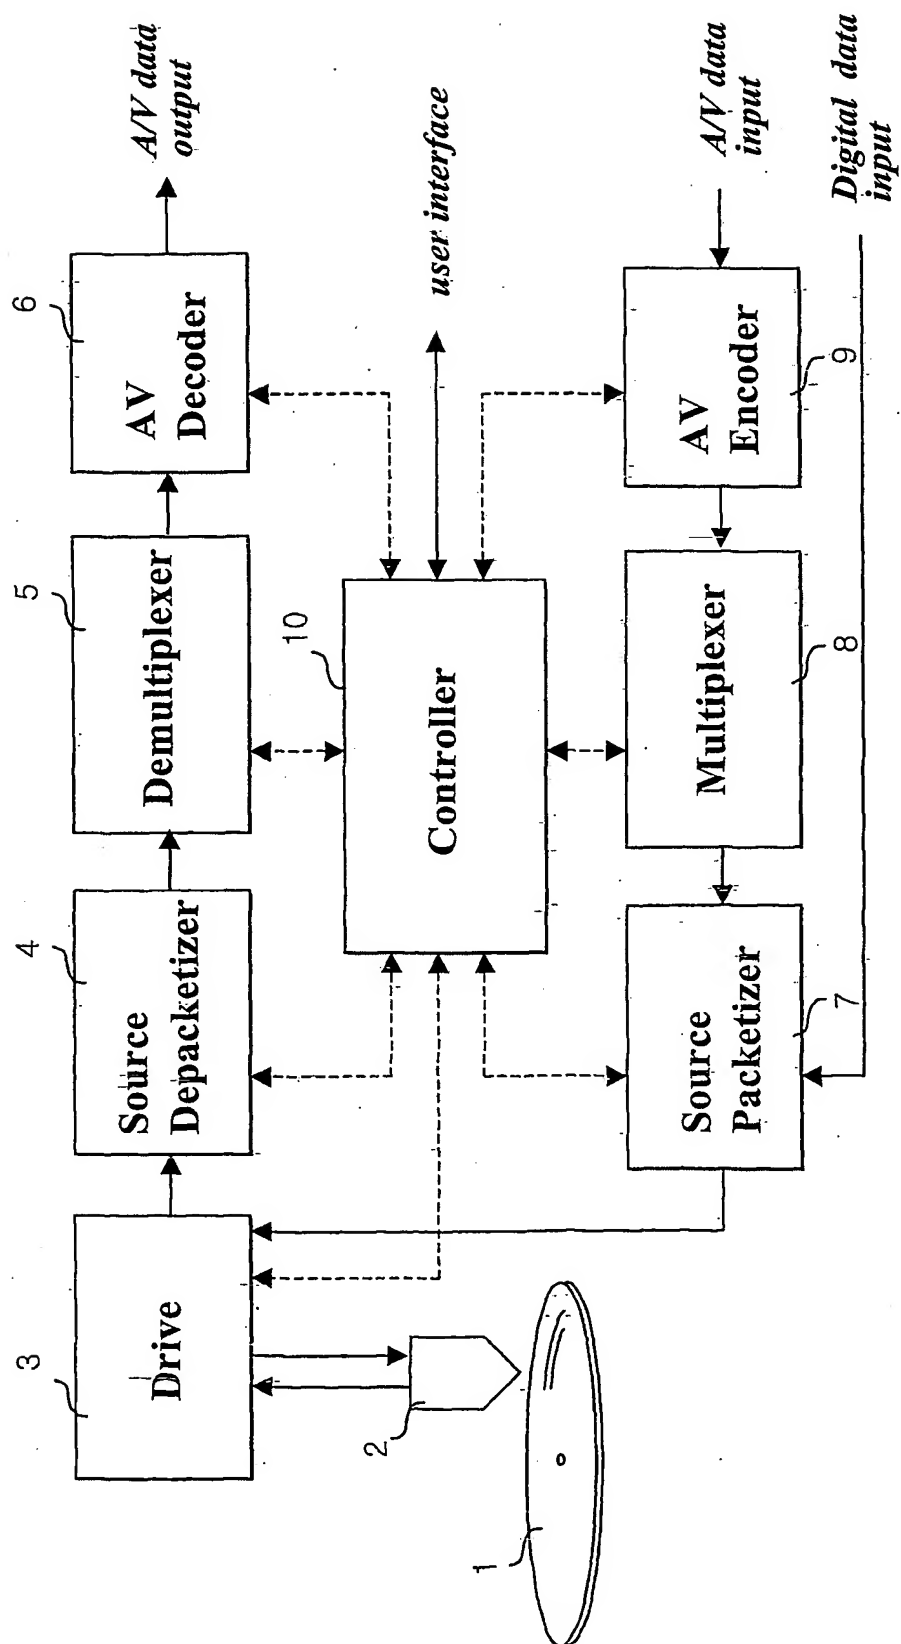 3
Drive
4
Source
Depacketizer
5
Demultiplexer
6
AV
Decoder
A/V data
output
2
1
10
Controller
user interface
Source
Packetizer
7
Multiplexer
8
AV
Encoder
9
A/V data
input
Digital data
input